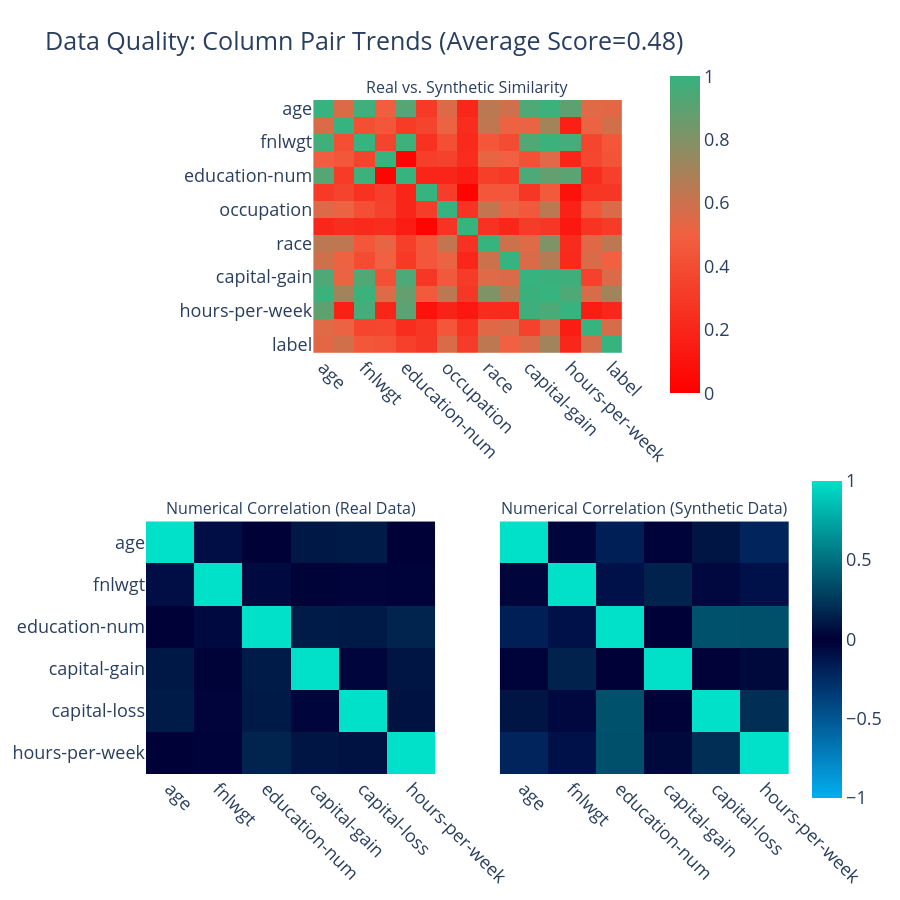 Data Quality: Column Pair Trends (Average Score=0.48)
Real vs. Synthetic Similarity
age
fnlwgt
education-num
occupation
race
capital-gain
hours-per-week
label
age
fnlwgt
education-num
occupation
race
capital-gain
hours-per-week
label
1
0.8
0.6
0.4
0.2
0
Numerical Correlation (Real Data)
age
fnlwgt
education-num
capital-gain
capital-loss
hours-per-week
age
fnlwgt
education-num
capital-gain
capital-loss
hours-per-week
Numerical Correlation (Synthetic Data)
age
fnlwgt
education-num
capital-gain
capital-loss
hours-per-week
1
0.5
0
−0.5
−1